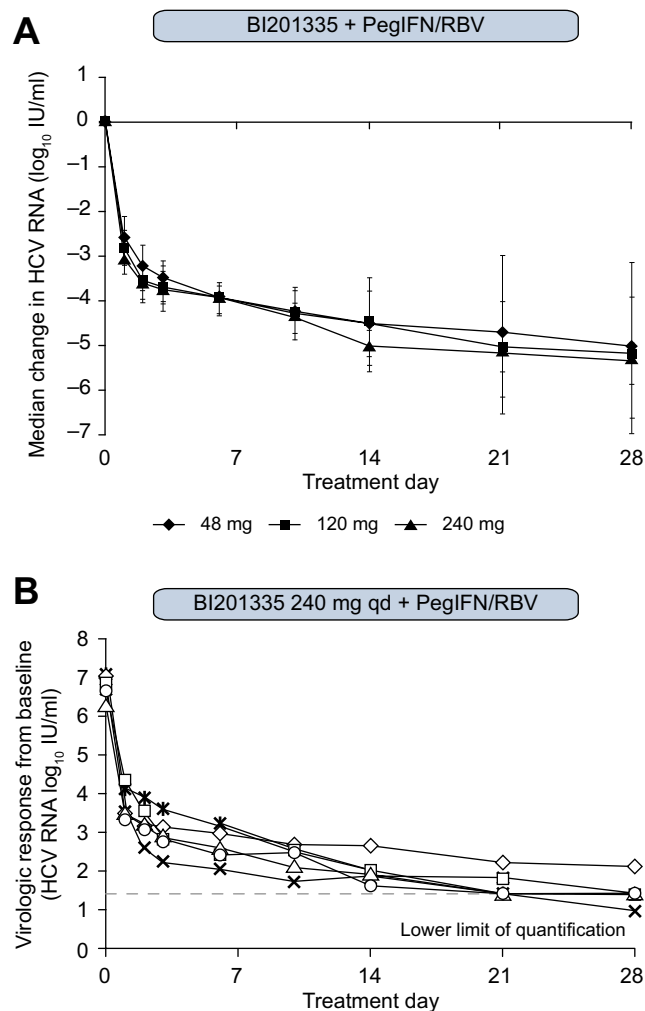 A
BI201335 + PegIFN/RBV
Median change in HCV RNA (log10 IU/ml)
1
0
–1
–2
–3
–4
–5
–6
–7
0 7 14 21 28
Treatment day
48 mg 120 mg 240 mg
B
BI201335 240 mg qd + PegIFN/RBV
Virologic response from baseline
(HCV RNA log10 IU/ml)
8
7
6
5
4
3
2
1
0
Lower limit of quantification
0 7 14 21 28
Treatment day